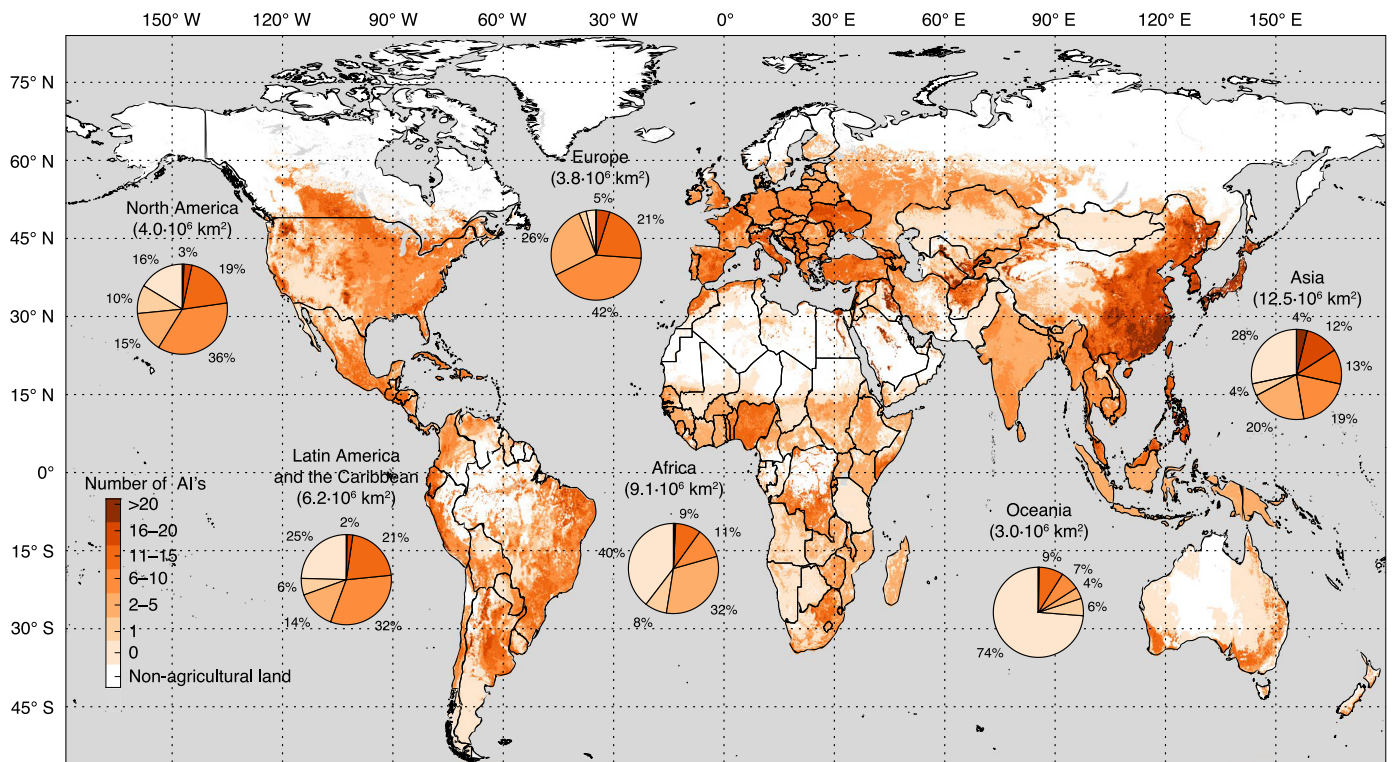 150° W 120° W 90° W 60° W 30° W 0° 30° E 60° E 90° E 120° E 150° E
75° N
60° N
45° N
30° N
15° N
0°
15° S
30° S
45° S
North America
(4.0·10⁶ km²)
3%
19%
36%
15%
10%
16%
Europe
(3.8·10⁶ km²)
5%
21%
42%
26%
Asia
(12.5·10⁶ km²)
4%
12%
13%
19%
20%
4%
28%
Latin America
and the Caribbean
(6.2·10⁶ km²)
2%
21%
32%
14%
6%
25%
Africa
(9.1·10⁶ km²)
9%
11%
32%
8%
40%
Oceania
(3.0·10⁶ km²)
9%
7%
4%
6%
74%
Number of AI's
>20
16–20
11–15
6–10
2–5
1
0
Non-agricultural land